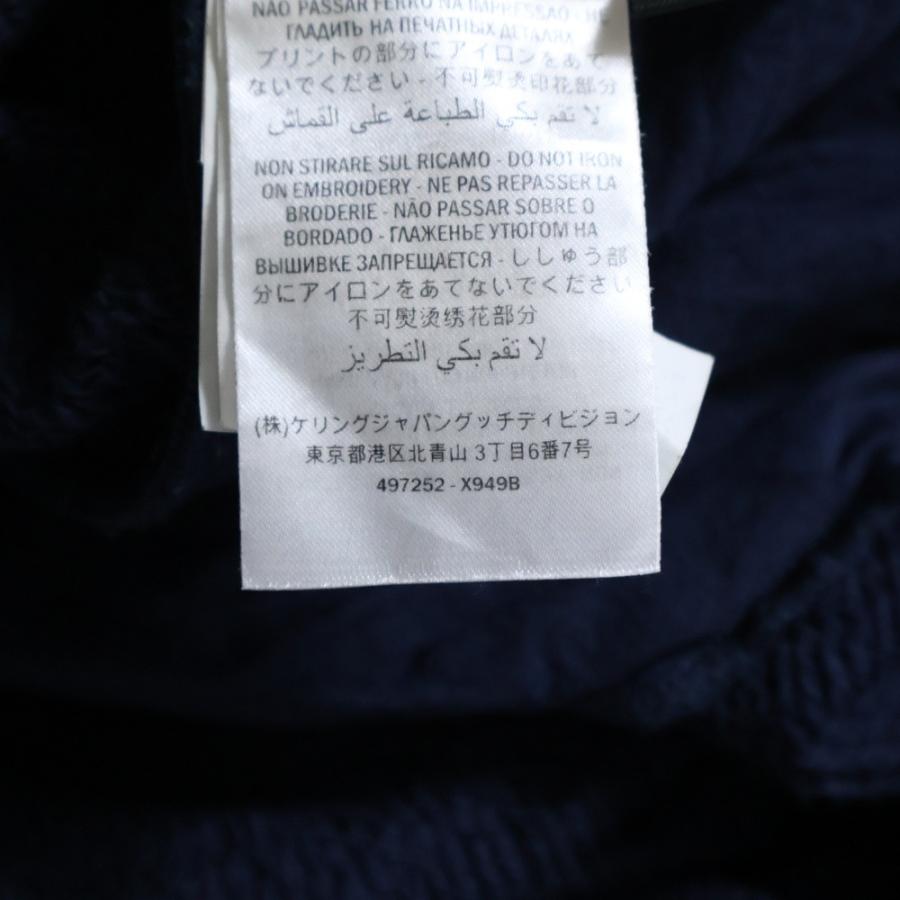 NÃO PASSAR FERRO NA IMPRESSÃO - НЕ
ГЛАДИТЬ НА ПЕЧАТНЫХ ДЕТАЛЯХ
プリントの部分にアイロンをあて
ないでください - 不可熨烫印花部分
لا تقم بكي الطباعة على القماش
NON STIRARE SUL RICAMO - DO NOT IRON
ON EMBROIDERY - NE PAS REPASSER LA
BRODERIE - NÃO PASSAR SOBRE O
BORDADO - ГЛАЖЕНЬЕ УТЮГОМ НА
ВЫШИВКЕ ЗАПРЕЩАЕТСЯ - ししゅう部
分にアイロンをあてないでください
不可熨烫绣花部分
لا تقم بكي التطريز
(株)ケリングジャパングッチディビジョン
東京都港区北青山 3丁目6番7号
497252 - X949B